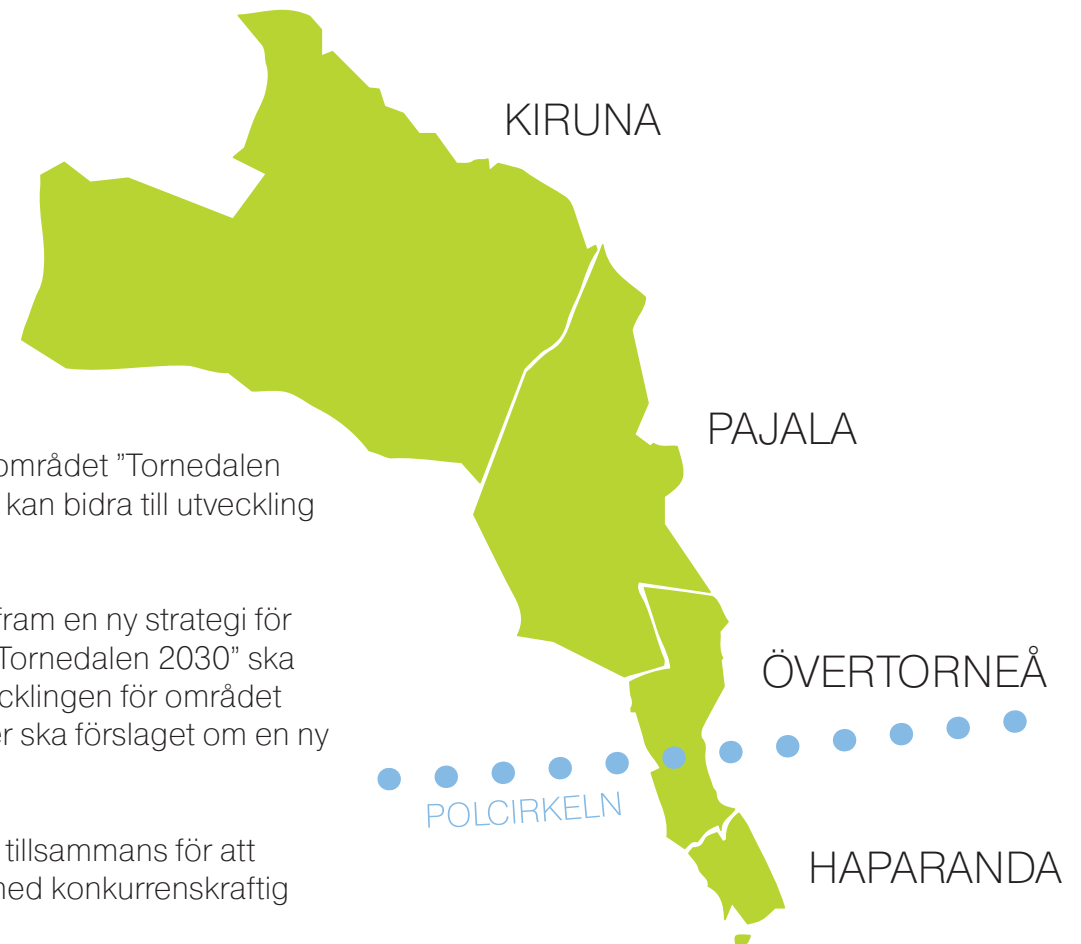 KIRUNA
PAJALA
området ”Tornedalen
kan bidra till utveckling
fram en ny strategi för
Tornedalen 2030” ska
cklingen för området
er ska förslaget om en ny
ÖVERTORNEÅ
POLCIRKELN
tillsammans för att
med konkurrenskraftig
HAPARANDA